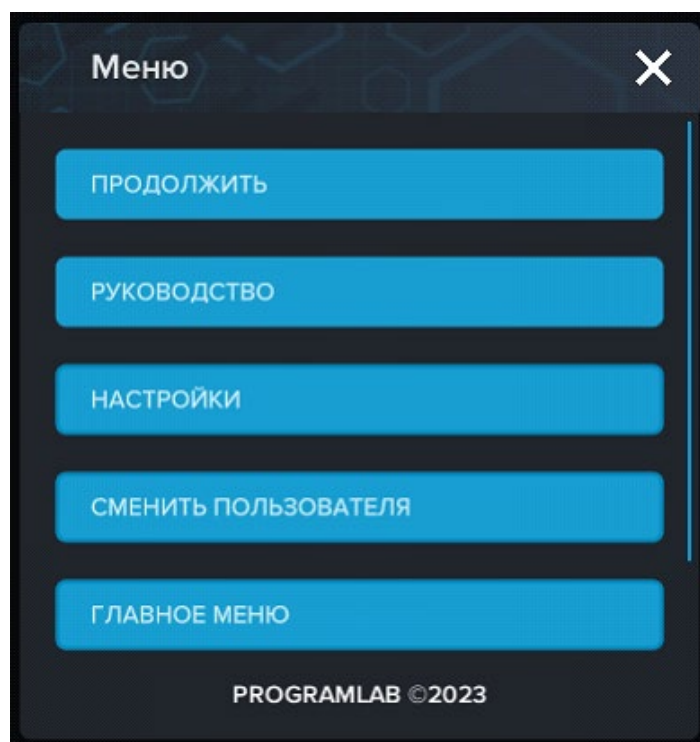 Меню
ПРОДОЛЖИТЬ
РУКОВОДСТВО
НАСТРОЙКИ
СМЕНИТЬ ПОЛЬЗОВАТЕЛЯ
ГЛАВНОЕ МЕНЮ
PROGRAMLAB ©2023